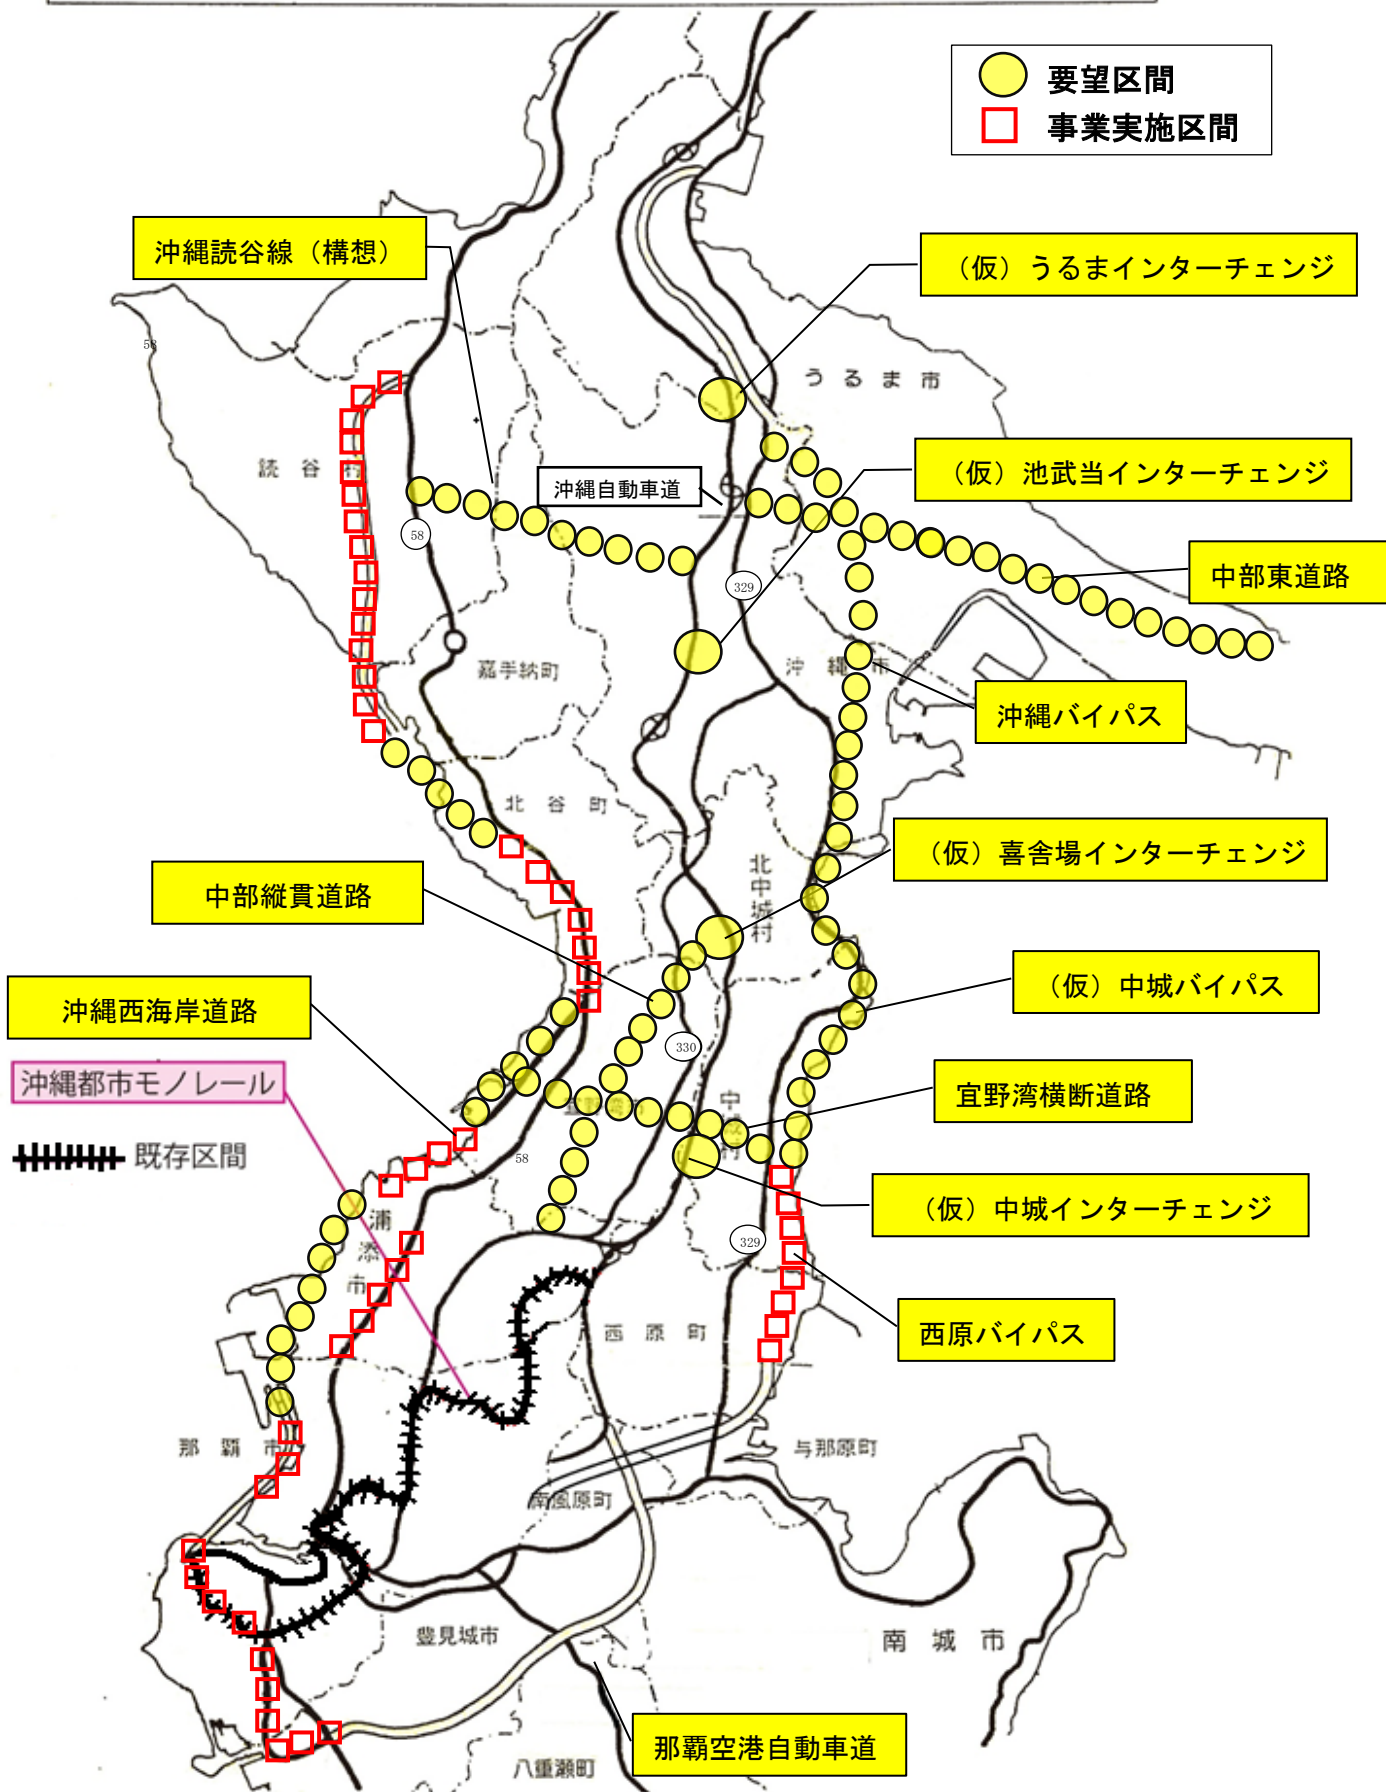 要望区間
事業実施区間
沖縄読谷線（構想）
（仮）うるまインターチェンジ
58
うるま市
読谷村
沖縄自動車道
（仮）池武当インターチェンジ
58
329
中部東道路
嘉手納町
沖縄市
沖縄バイパス
北谷町
（仮）喜舎場インターチェンジ
中部縦貫道路
北中城村
（仮）中城バイパス
沖縄西海岸道路
330
沖縄都市モノレール
宜野湾市
中城村
宜野湾横断道路
既存区間
58
（仮）中城インターチェンジ
浦添市
329
西原町
西原バイパス
那覇市
与那原町
南風原町
豊見城市
南城市
那覇空港自動車道
八重瀬町